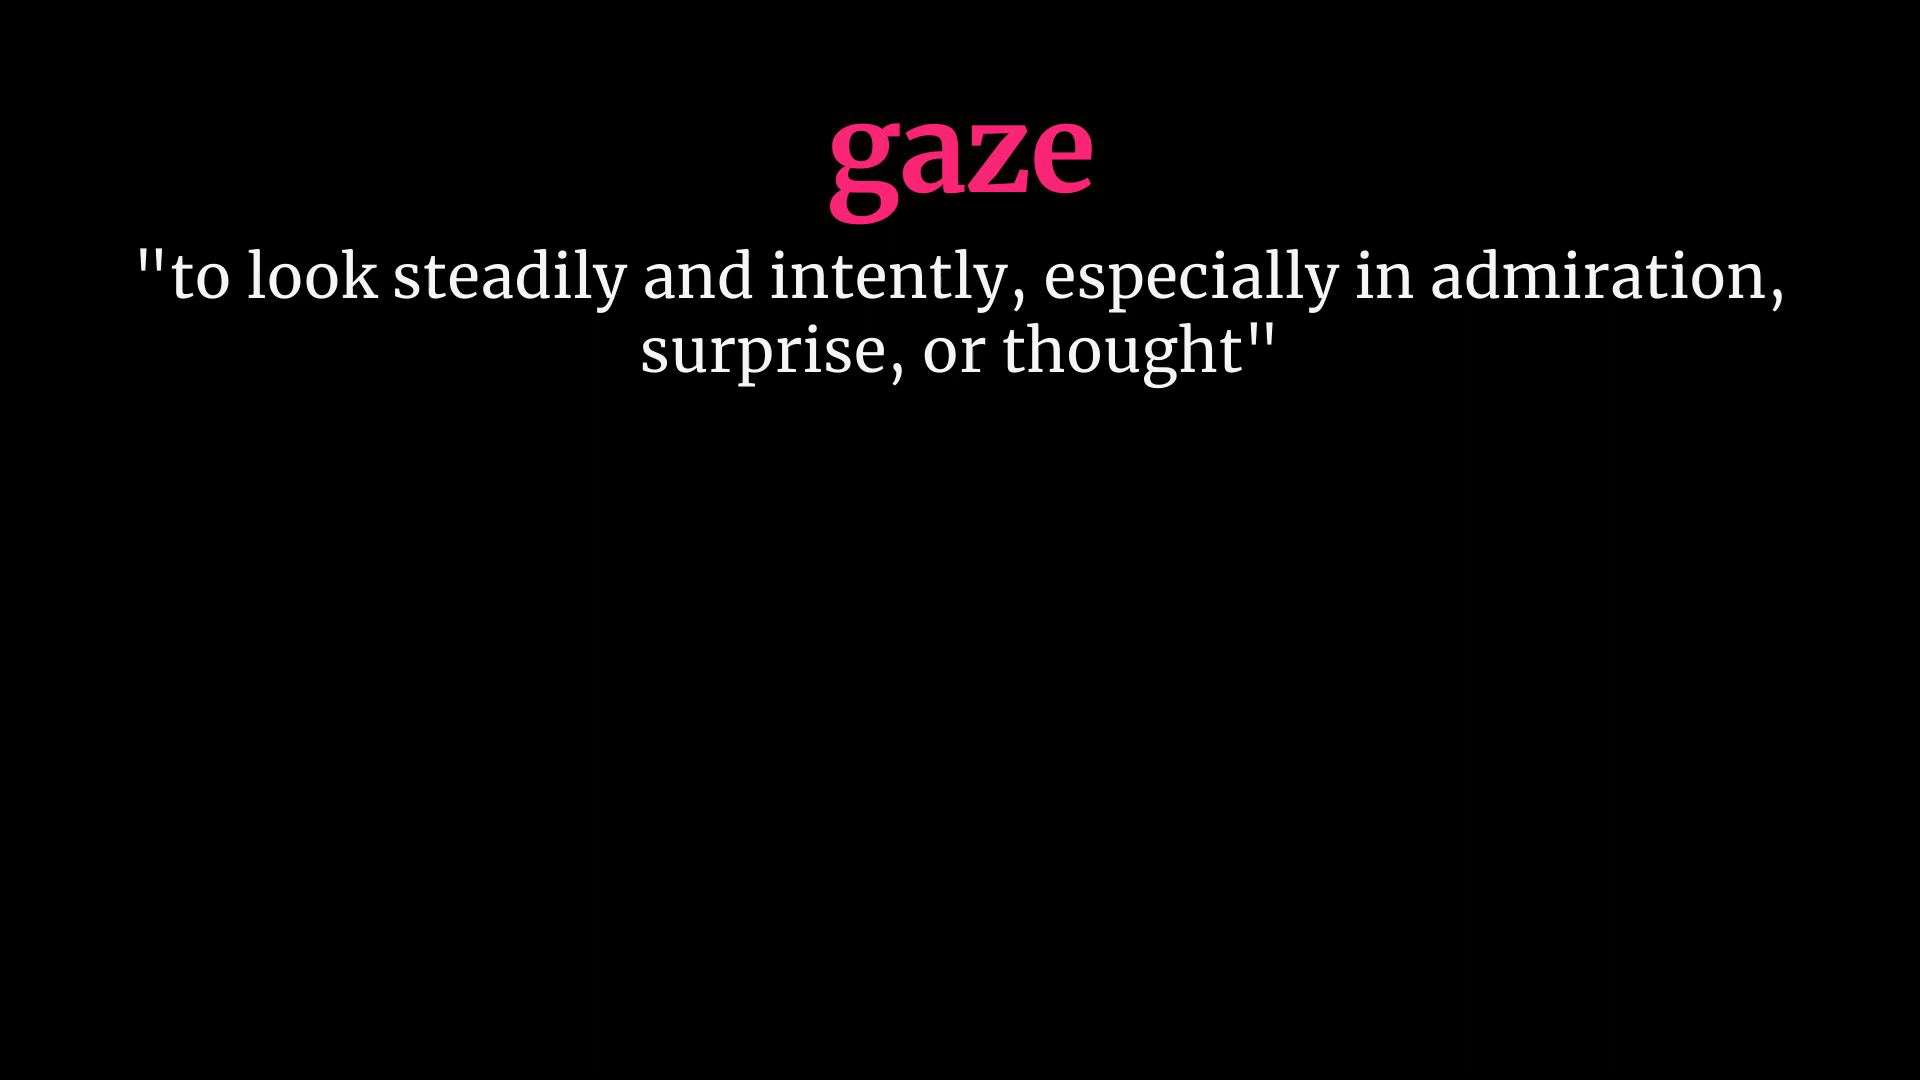 gaze
"to look steadily and intently, especially in admiration,
surprise, or thought"